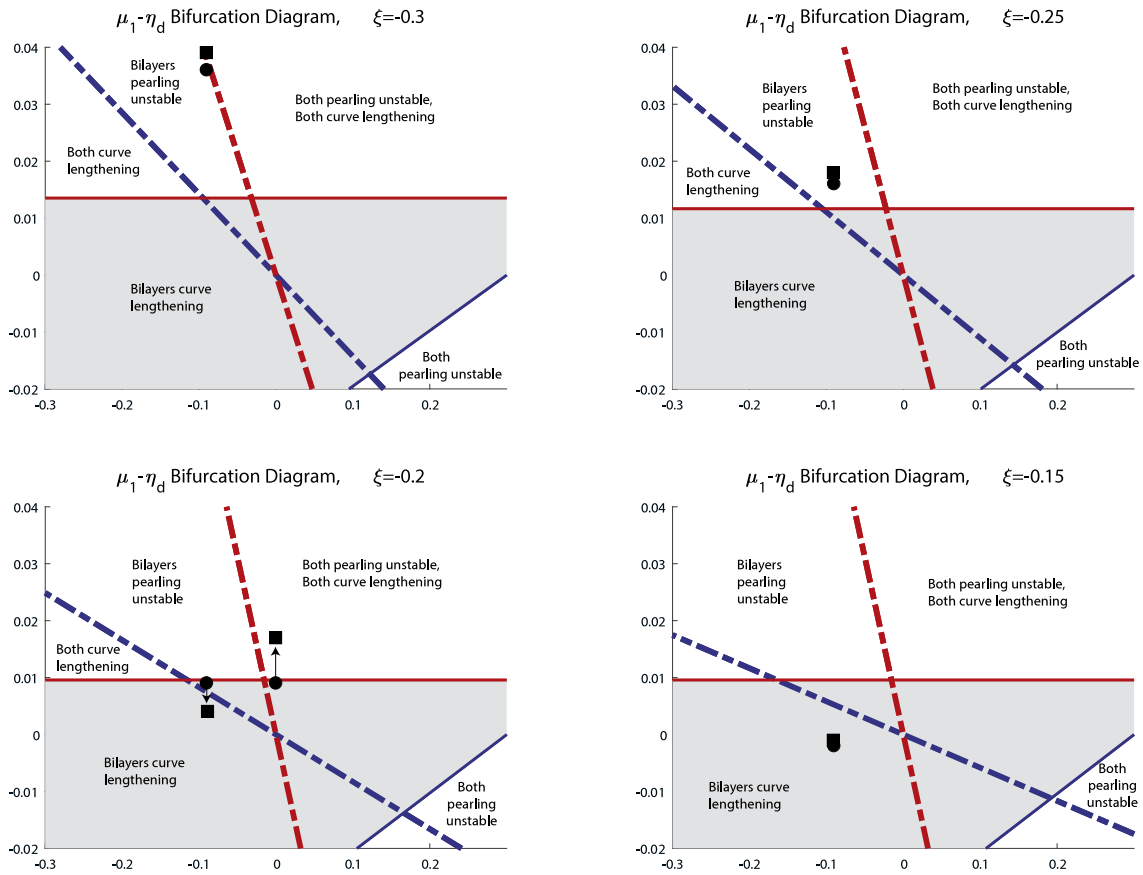 μ₁-η_d Bifurcation Diagram, ξ=-0.3
0.04
0.03
0.02
0.01
0
-0.01
-0.02
-0.3 -0.2 -0.1 0 0.1 0.2
Bilayers
pearling
unstable
Both pearling unstable,
Both curve lengthening
Both curve
lengthening
Bilayers curve
lengthening
Both
pearling unstable
μ₁-η_d Bifurcation Diagram, ξ=-0.25
0.04
0.03
0.02
0.01
0
-0.01
-0.02
-0.3 -0.2 -0.1 0 0.1 0.2
Bilayers
pearling
unstable
Both pearling unstable,
Both curve lengthening
Both curve
lengthening
Bilayers curve
lengthening
Both
pearling unstable
μ₁-η_d Bifurcation Diagram, ξ=-0.2
0.04
0.03
0.02
0.01
0
-0.01
-0.02
-0.3 -0.2 -0.1 0 0.1 0.2
Bilayers
pearling
unstable
Both pearling unstable,
Both curve lengthening
Both curve
lengthening
Bilayers curve
lengthening
Both
pearling
unstable
μ₁-η_d Bifurcation Diagram, ξ=-0.15
0.04
0.03
0.02
0.01
0
-0.01
-0.02
-0.3 -0.2 -0.1 0 0.1 0.2
Bilayers
pearling
unstable
Both pearling unstable,
Both curve lengthening
Both curve
lengthening
Bilayers curve
lengthening
Both
pearling
unstable